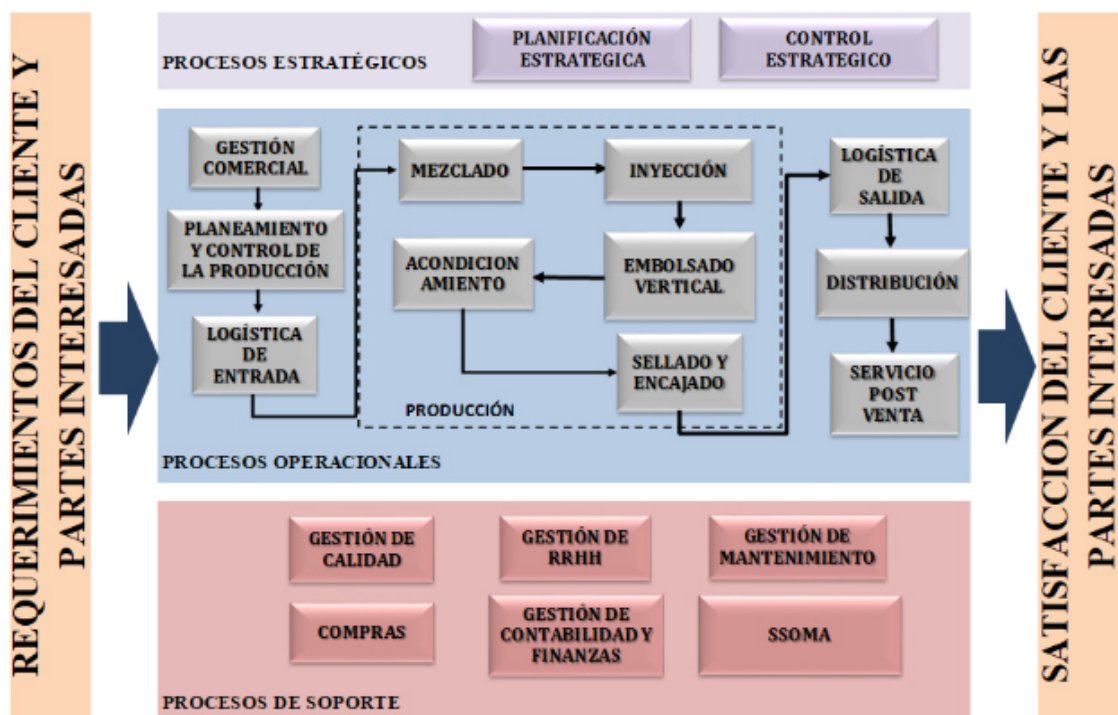 REQUERIMIENTOS DEL CLIENTE Y
PARTES INTERESADAS
PROCESOS ESTRATÉGICOS
PLANIFICACIÓN
ESTRATEGICA
CONTROL
ESTRATEGICO
GESTIÓN
COMERCIAL
PLANEAMIENTO
Y CONTROL DE
LA PRODUCCIÓN
LOGÍSTICA
DE
ENTRADA
MEZCLADO
INYECCIÓN
ACONDICION
AMIENTO
EMBOLSADO
VERTICAL
SELLADO Y
ENCAJADO
PRODUCCIÓN
LOGÍSTICA
DE
SALIDA
DISTRIBUCIÓN
SERVICIO
POST
VENTA
PROCESOS OPERACIONALES
GESTIÓN DE
CALIDAD
GESTIÓN DE
RRHH
GESTIÓN DE
MANTENIMIENTO
COMPRAS
GESTIÓN DE
CONTABILIDAD Y
FINANZAS
SSOMA
PROCESOS DE SOPORTE
SATISFACCION DEL CLIENTE Y LAS
PARTES INTERESADAS